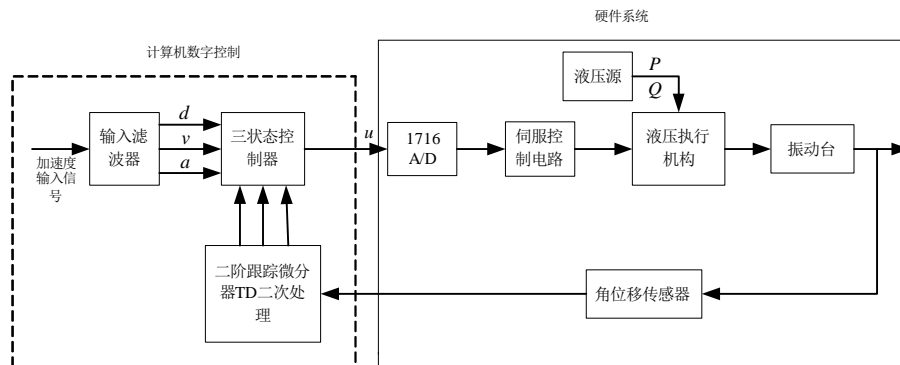 硬件系统
计算机数字控制
液压源
P
Q
输入滤
波器
d
v
a
三状态控
制器
u
1716
A/D
伺服控
制电路
液压执行
机构
振动台
加速度
输入信
号
二阶跟踪微分
器TD二次处
理
角位移传感器